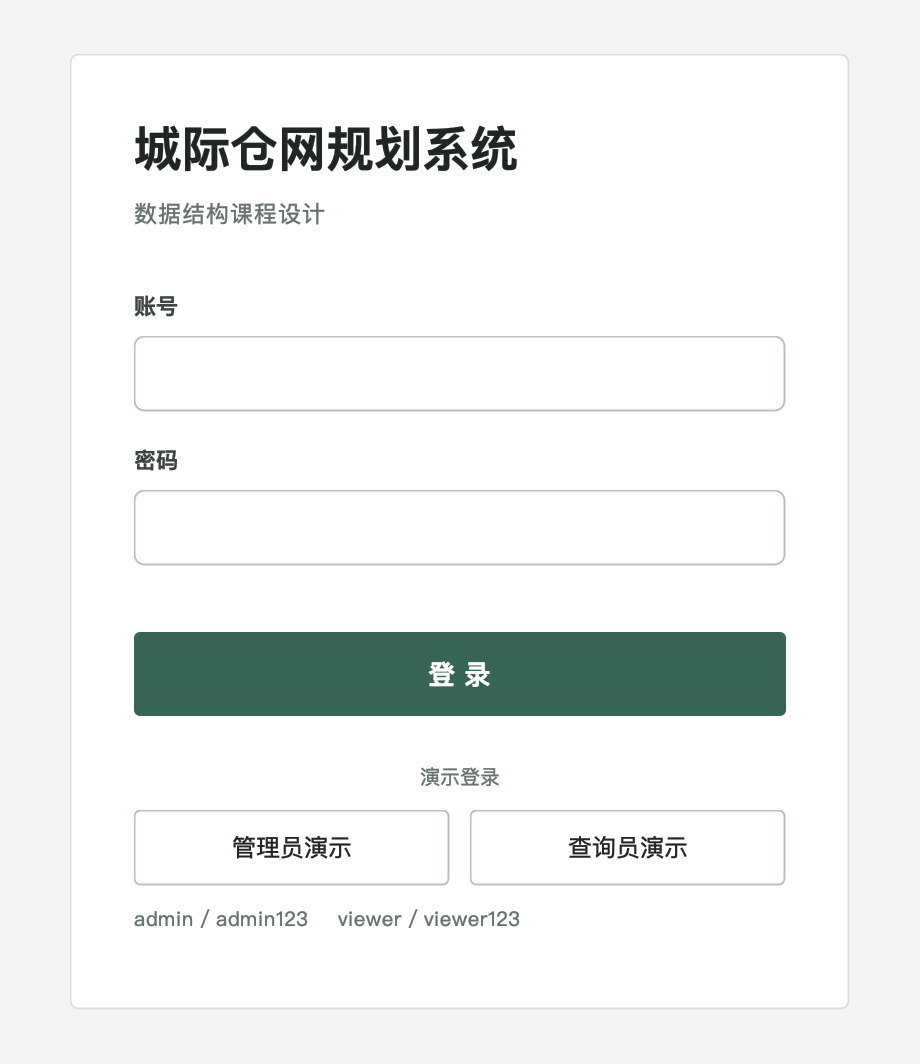 城际仓网规划系统
数据结构课程设计
账号
密码
登 录
演示登录
管理员演示 查询员演示
admin / admin123 viewer / viewer123